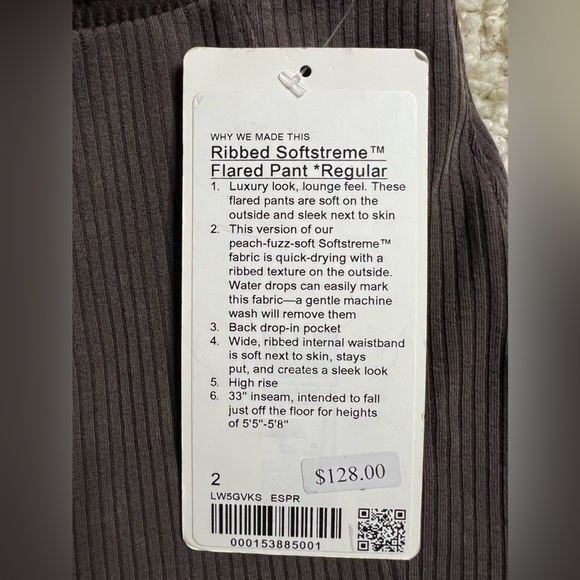 WHY WE MADE THIS
Ribbed Softstreme™
Flared Pant *Regular
1. Luxury look, lounge feel. These
flared pants are soft on the
outside and sleek next to skin
2. This version of our
peach-fuzz-soft Softstreme™
fabric is quick-drying with a
ribbed texture on the outside.
Water drops can easily mark
this fabric—a gentle machine
wash will remove them
3. Back drop-in pocket
4. Wide, ribbed internal waistband
is soft next to skin, stays
put, and creates a sleek look
5. High rise
6. 33" inseam, intended to fall
just off the floor for heights
of 5'5"-5'8"
2
$128.00
LW5GVKS ESPR
000153885001